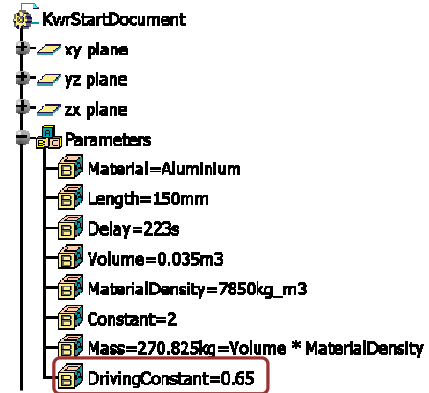 KwrStartDocument
xy plane
yz plane
zx plane
Parameters
Material=Aluminium
Length=150mm
Delay=223s
Volume=0.035m3
MaterialDensity=7850kg_m3
Constant=2
Mass=270.825kg=Volume * MaterialDensity
DrivingConstant=0.65